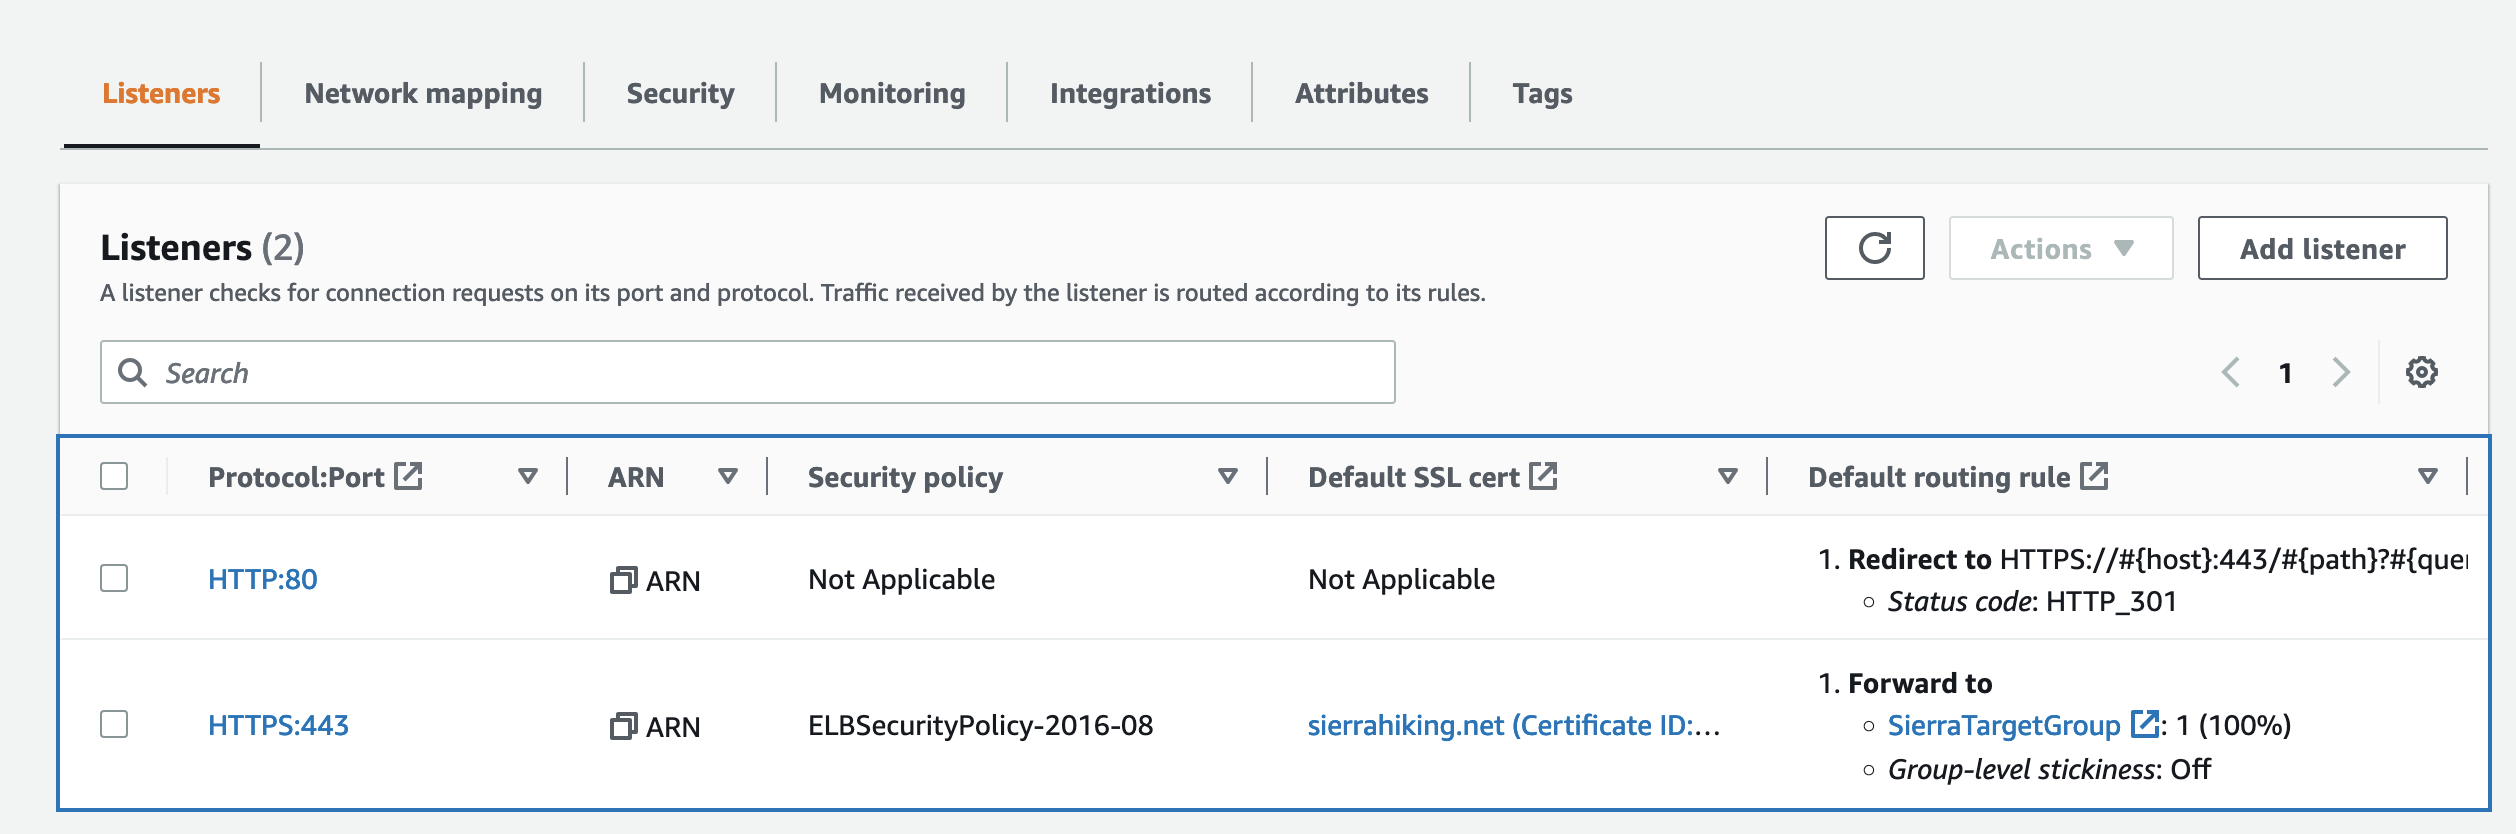 Listeners Network mapping Security Monitoring Integrations Attributes Tags
Listeners (2)
Actions Add listener
A listener checks for connection requests on its port and protocol. Traffic received by the listener is routed according to its rules.
Search
1
Protocol:Port ARN Security policy Default SSL cert Default routing rule
HTTP:80 ARN Not Applicable Not Applicable 1. Redirect to HTTPS://#{host}:443/#{path}?#{quer
◦ Status code: HTTP_301
HTTPS:443 ARN ELBSecurityPolicy-2016-08 sierrahiking.net (Certificate ID:... 1. Forward to
◦ SierraTargetGroup : 1 (100%)
◦ Group-level stickiness: Off